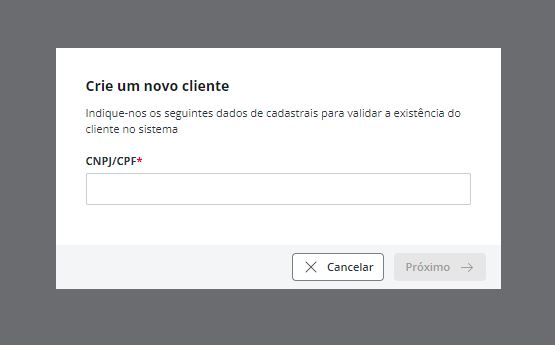 Crie um novo cliente
Indique-nos os seguintes dados de cadastrais para validar a existência do
cliente no sistema
CNPJ/CPF*
Cancelar
Próximo